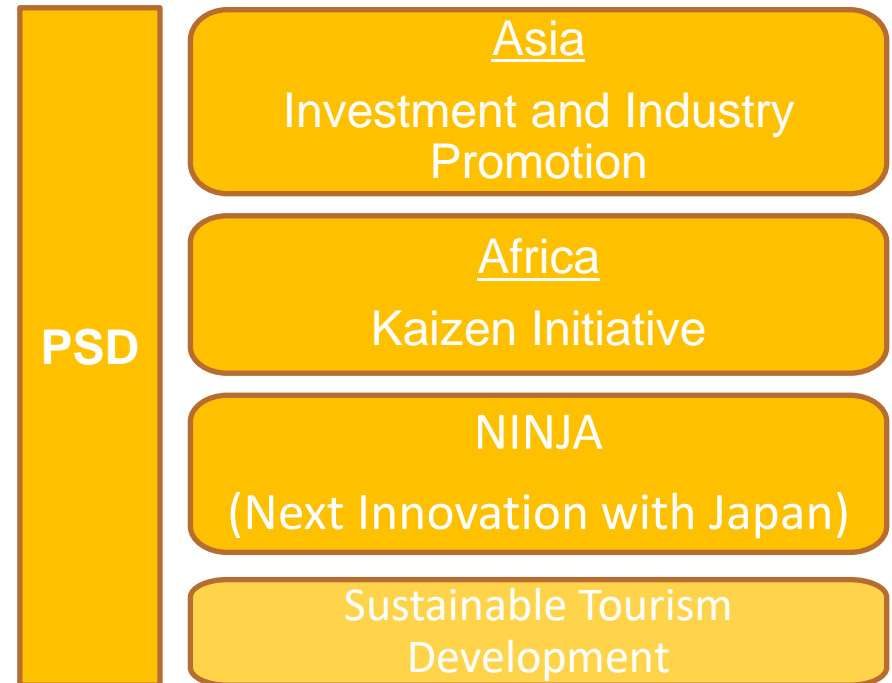 PSD
Asia
Investment and Industry
Promotion
Africa
Kaizen Initiative
NINJA
(Next Innovation with Japan)
Sustainable Tourism
Development